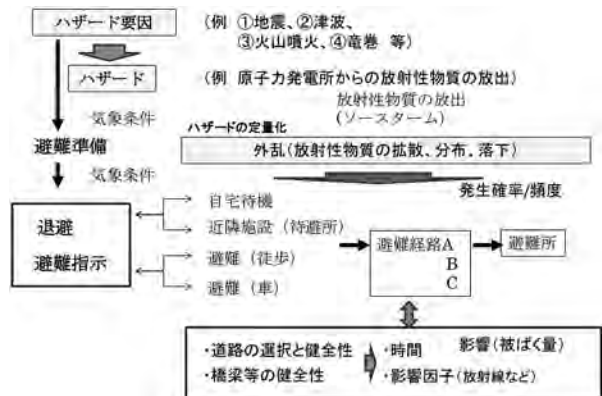 ハザード要因
(例 ①地震、②津波、
③火山噴火、④竜巻 等)
ハザード
(例 原子力発電所からの放射性物質の放出)
放射性物質の放出
(ソースターム)
気象条件
ハザードの定量化
避難準備
外乱(放射性物質の拡散、分布、落下)
気象条件
発生確率/頻度
退避
避難指示
自宅待機
近隣施設(待避所)
避難(徒歩)
避難(車)
避難経路A
B
C
避難所
・道路の選択と健全性
・橋梁等の健全性
・時間
影響(被ばく量)
・影響因子(放射線など)